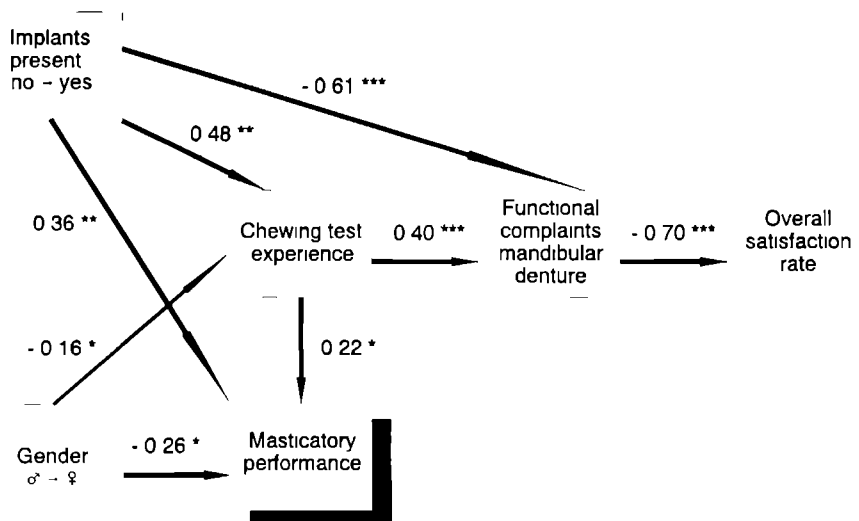 Implants
present
no → yes
- 0 61 ***
0 48 **
0 36 **
Chewing test
experience
0 40 ***
Functional
complaints
mandibular
denture
- 0 70 ***
Overall
satisfaction
rate
- 0 16 *
0 22 *
Gender
♂ → ♀
- 0 26 *
Masticatory
performance